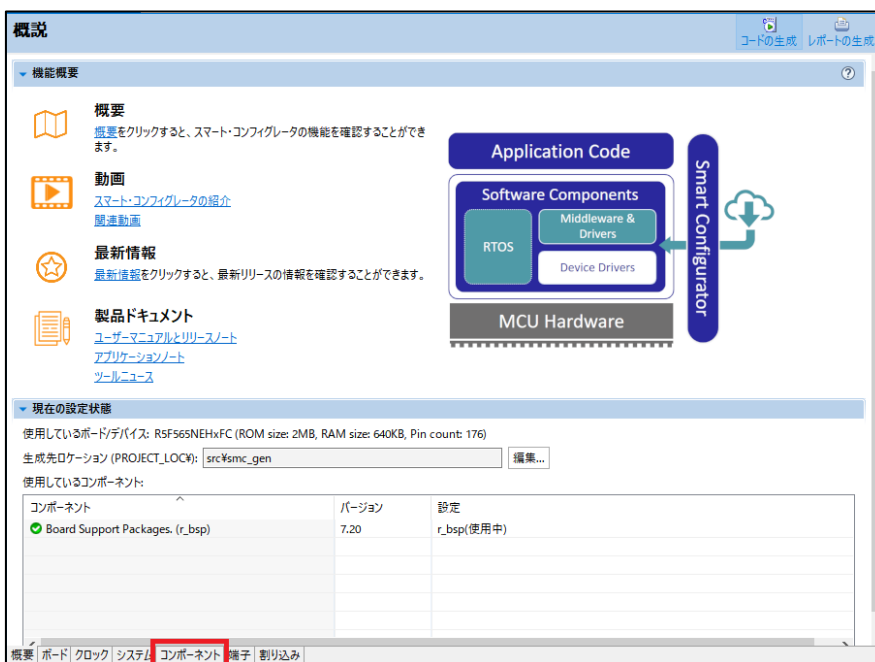 概説
コードの生成 レポートの生成
機能概要
概要
概要をクリックすると、スマート・コンフィグレータの機能を確認することができ
ます。
動画
スマート・コンフィグレータの紹介
関連動画
最新情報
最新情報をクリックすると、最新リリースの情報を確認することができます。
製品ドキュメント
ユーザーマニュアルとリリースノート
アプリケーションノート
ツールニュース
Application Code
Software Components
RTOS
Middleware &
Drivers
Device Drivers
MCU Hardware
Smart Configurator
現在の設定状態
使用しているボード/デバイス: R5F565NEHxFC (ROM size: 2MB, RAM size: 640KB, Pin count: 176)
生成先ロケーション (PROJECT_LOC¥): src¥smc_gen 編集...
使用しているコンポーネント:
コンポーネント バージョン 設定
Board Support Packages. (r_bsp) 7.20 r_bsp(使用中)
概要 ボード クロック システム コンポーネント 端子 割り込み